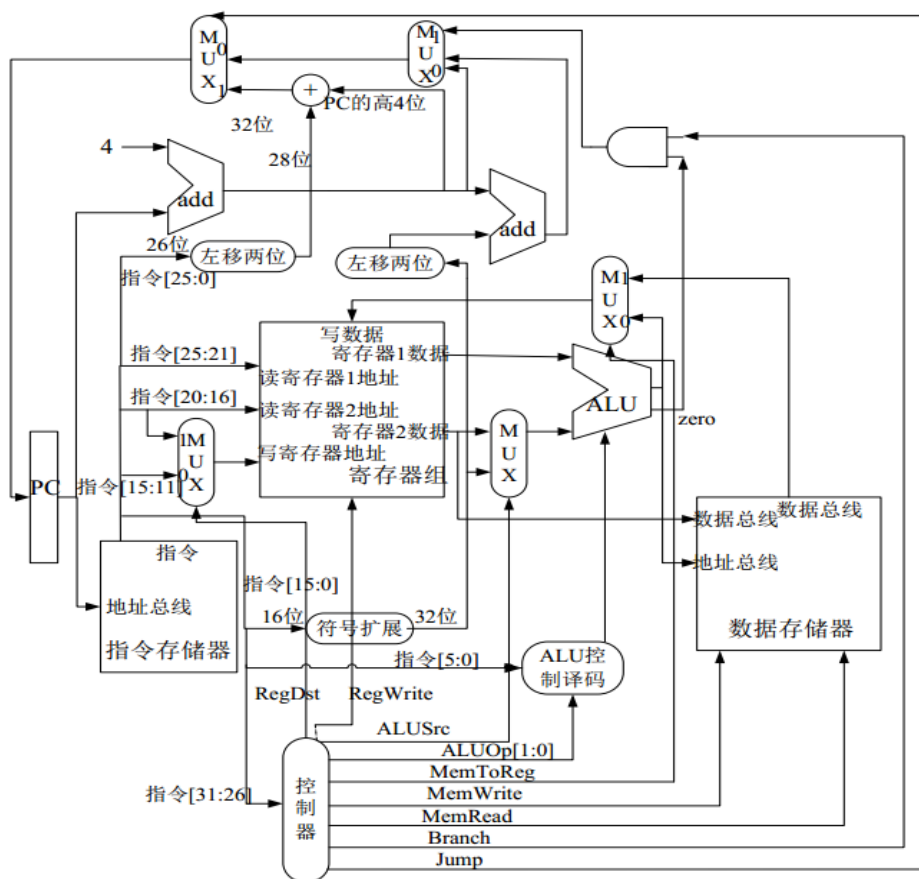 M
U
X
0
1
M
U
X
1
0
+
PC的高4位
32位
28位
4
add
add
26位
左移两位
左移两位
指令[25:0]
M
U
X
1
0
写数据
寄存器1数据
指令[25:21]
读寄存器1地址
ALU
指令[20:16]
读寄存器2地址
zero
寄存器2数据
M
U
X
1
0
M
U
X
写寄存器地址
寄存器组
PC
指令[15:11]
数据总线
数据总线
指令
地址总线
地址总线
指令存储器
指令[15:0]
16位
符号扩展
32位
数据存储器
指令[5:0]
ALU控
制译码
RegDst
RegWrite
ALUSrc
ALUOp[1:0]
MemToReg
指令[31:26]
控
制
器
MemWrite
MemRead
Branch
Jump